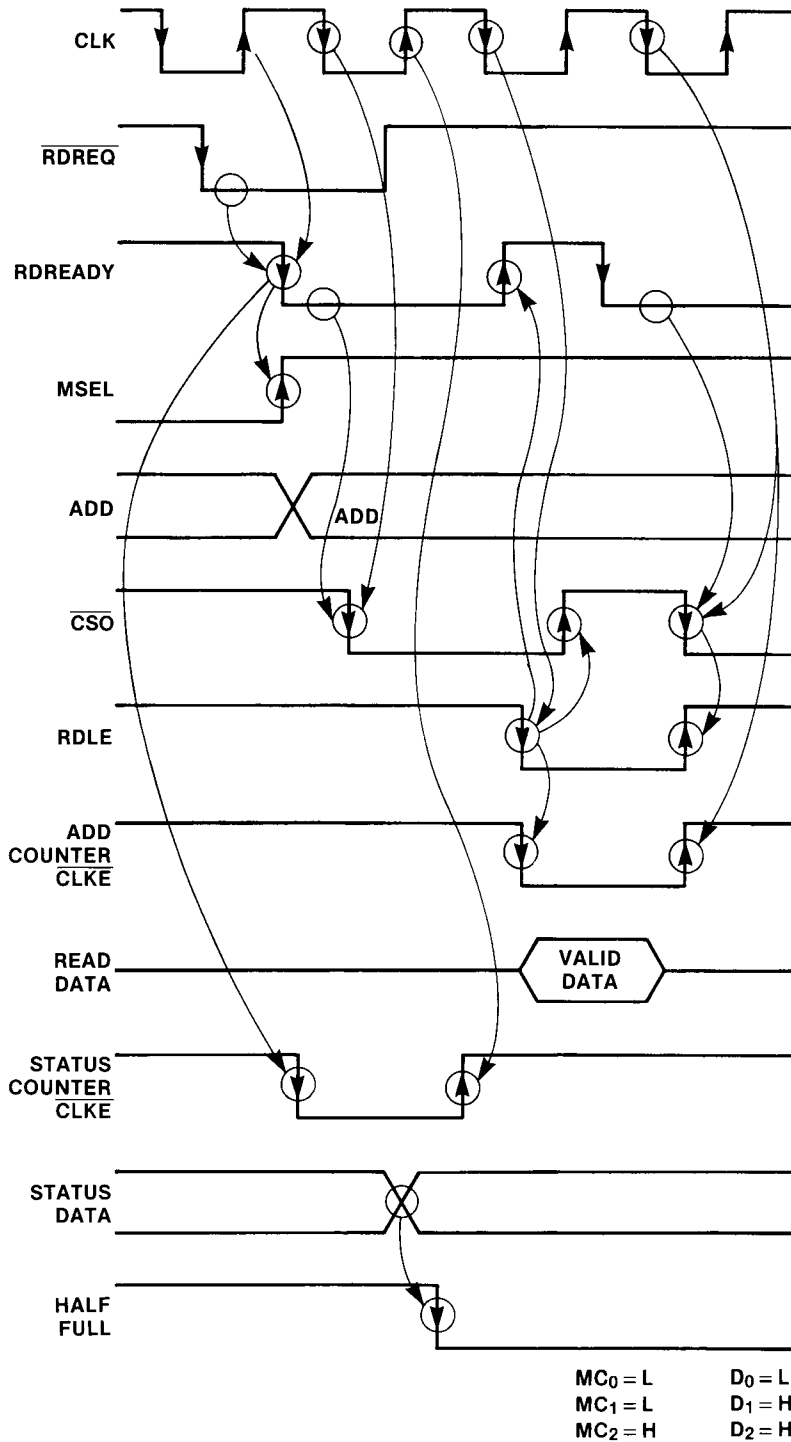 CLK
RDREQ
RDREADY
MSEL
ADD
ADD
CSO
RDLE
ADD
COUNTER
CLKE
READ
DATA
VALID
DATA
STATUS
COUNTER
CLKE
STATUS
DATA
HALF
FULL
MC₀ = L D₀ = L
MC₁ = L D₁ = H
MC₂ = H D₂ = H